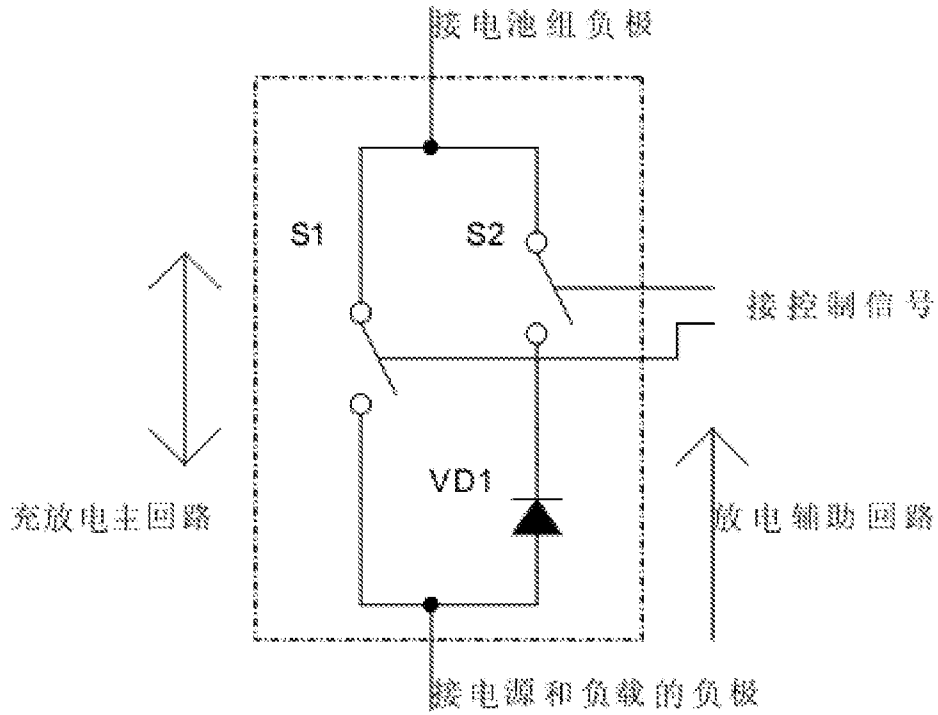 接电池组负极
S1
S2
接控制信号
VD1
充放电主回路
放电辅助回路
接电源和负载的负极